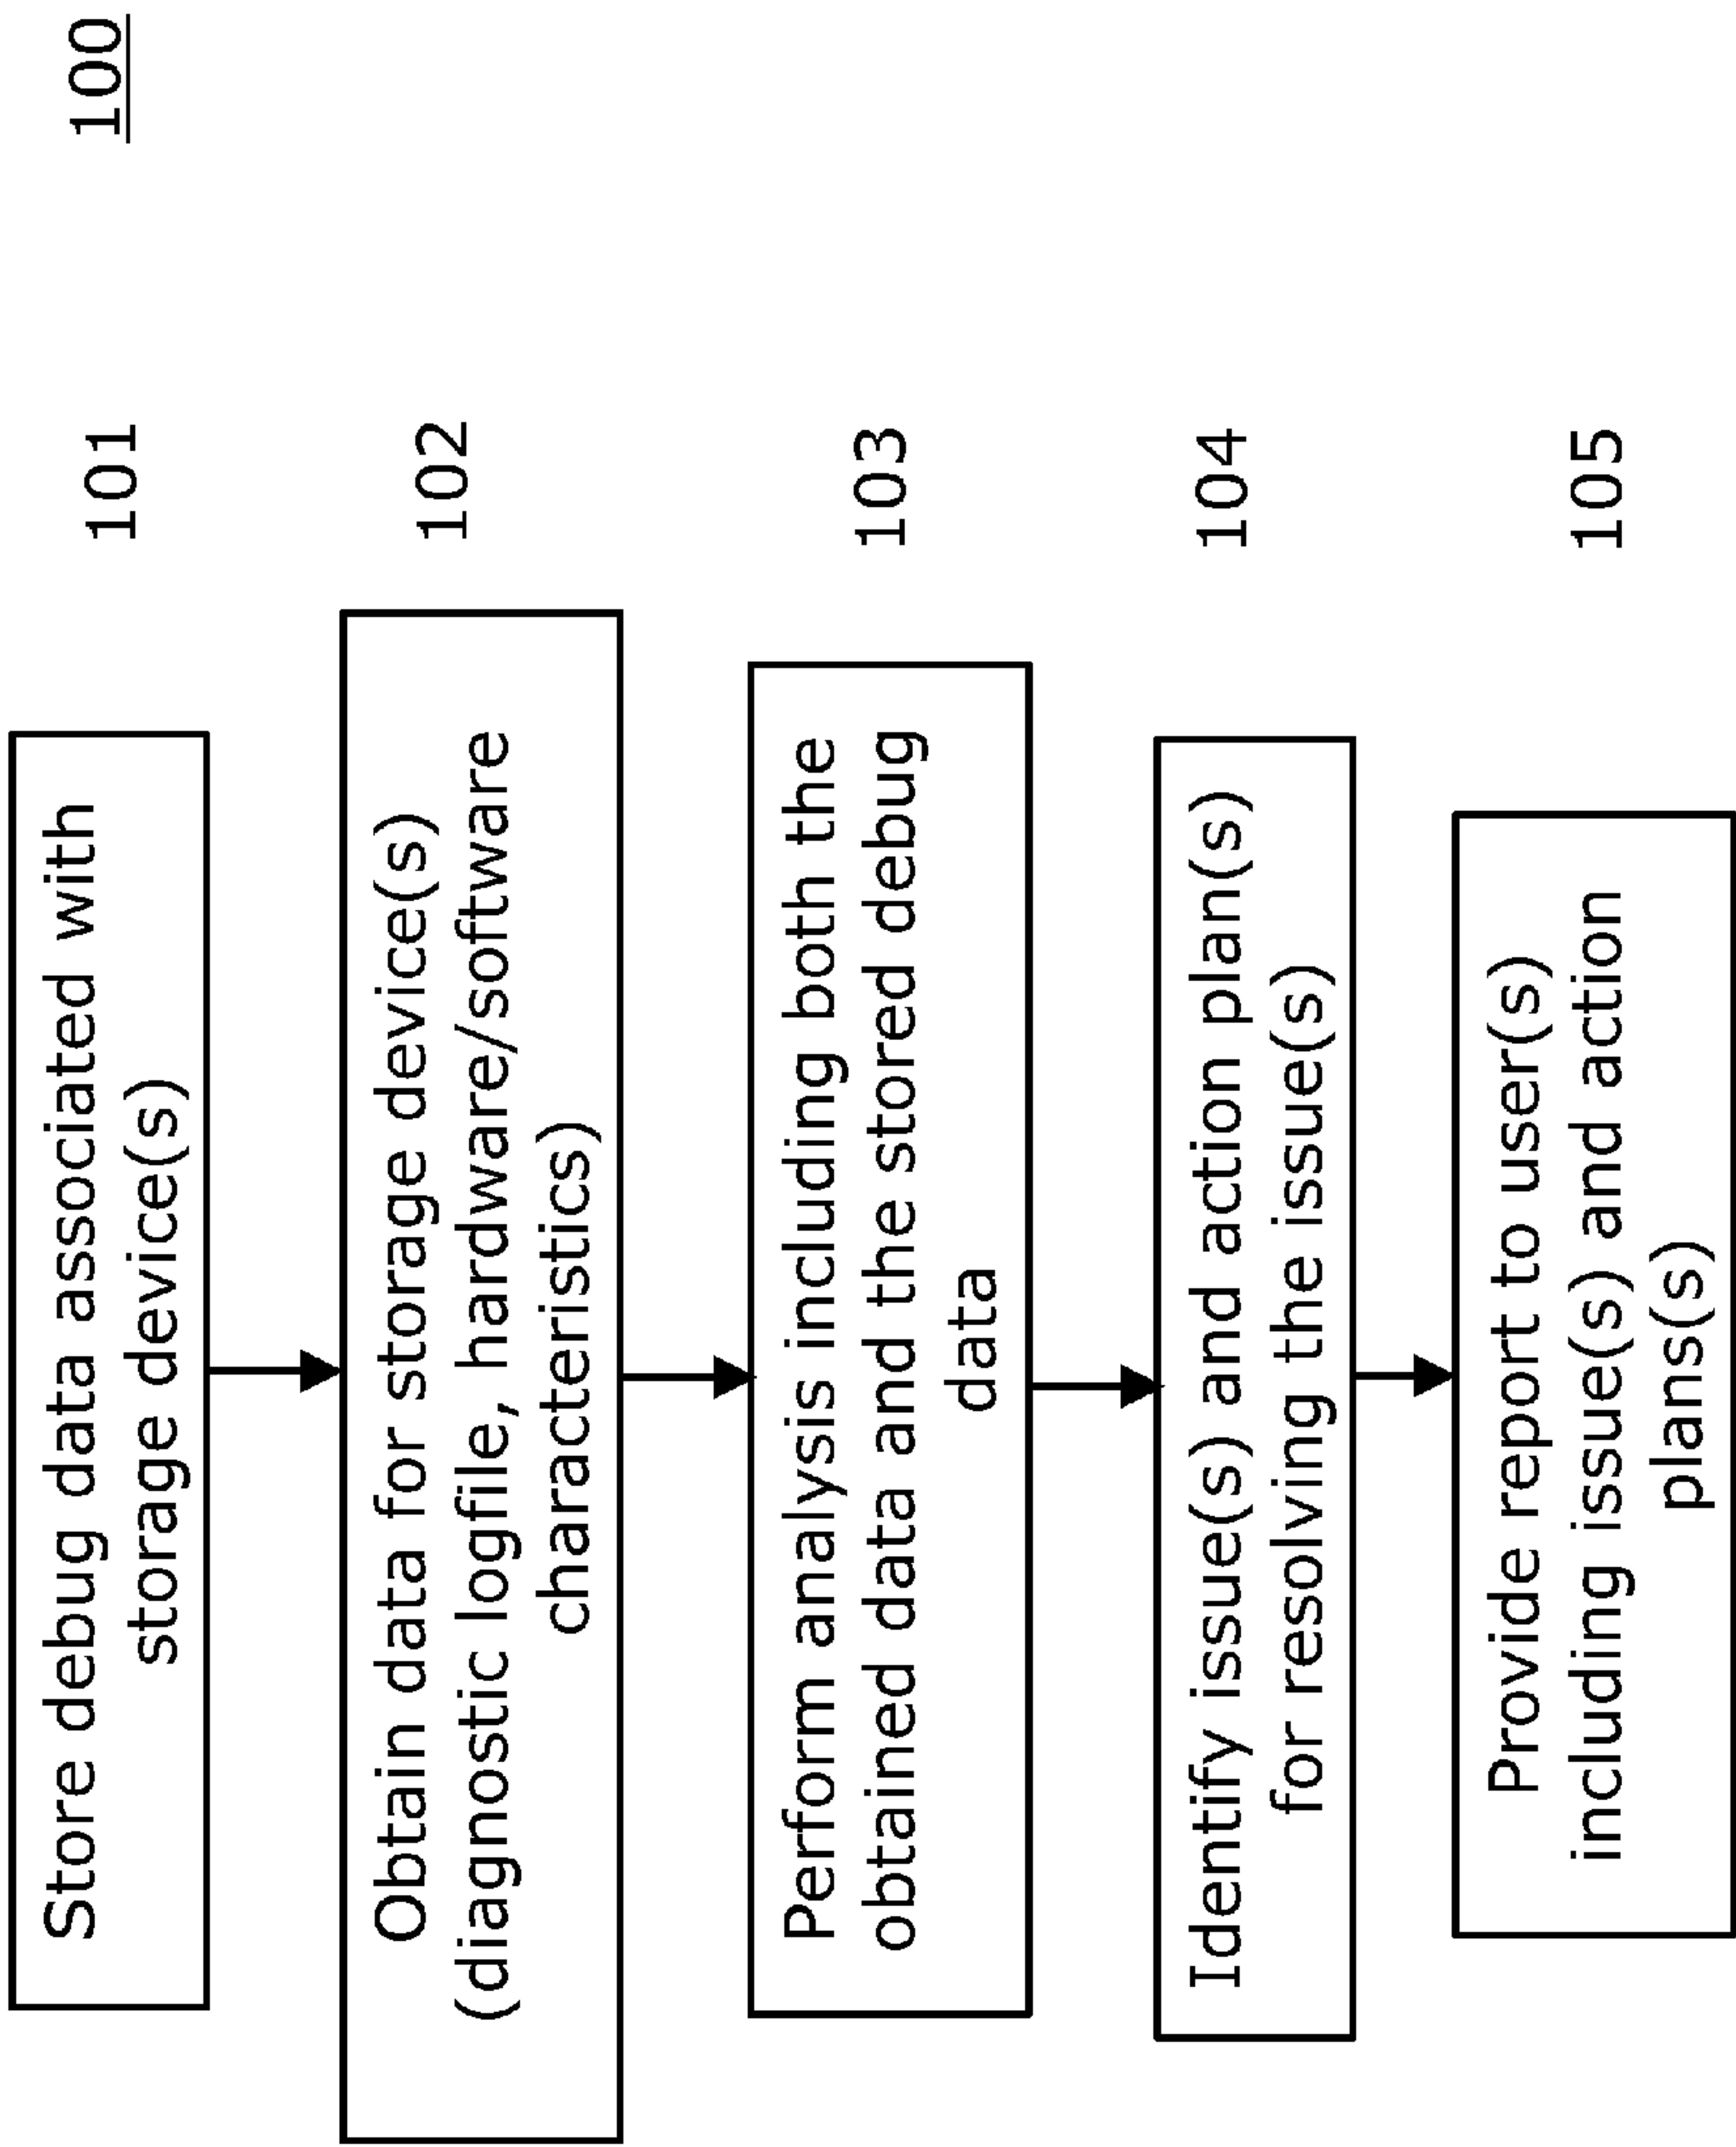 100
Store debug data associated with
storage device(s)
101
Obtain data for storage device(s)
(diagnostic logfile, hardware/software
characteristics)
102
Perform analysis including both the
obtained data and the stored debug
data
103
Identify issue(s) and action plan(s)
for resolving the issue(s)
104
Provide report to user(s)
including issue(s) and action
plans(s)
105